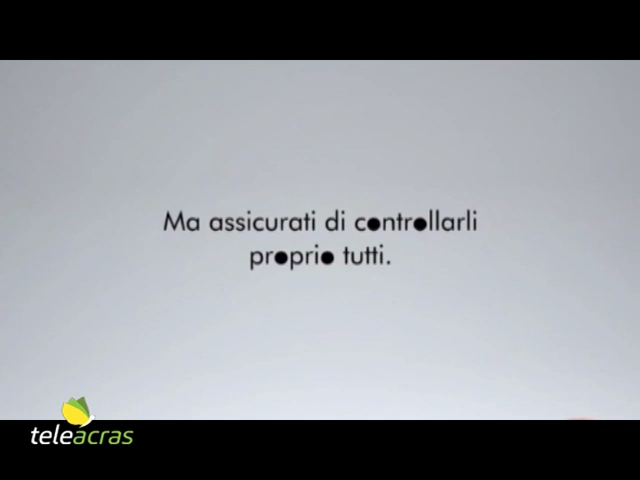 Ma assicurati di controllarli
proprio tutti.
teleacras